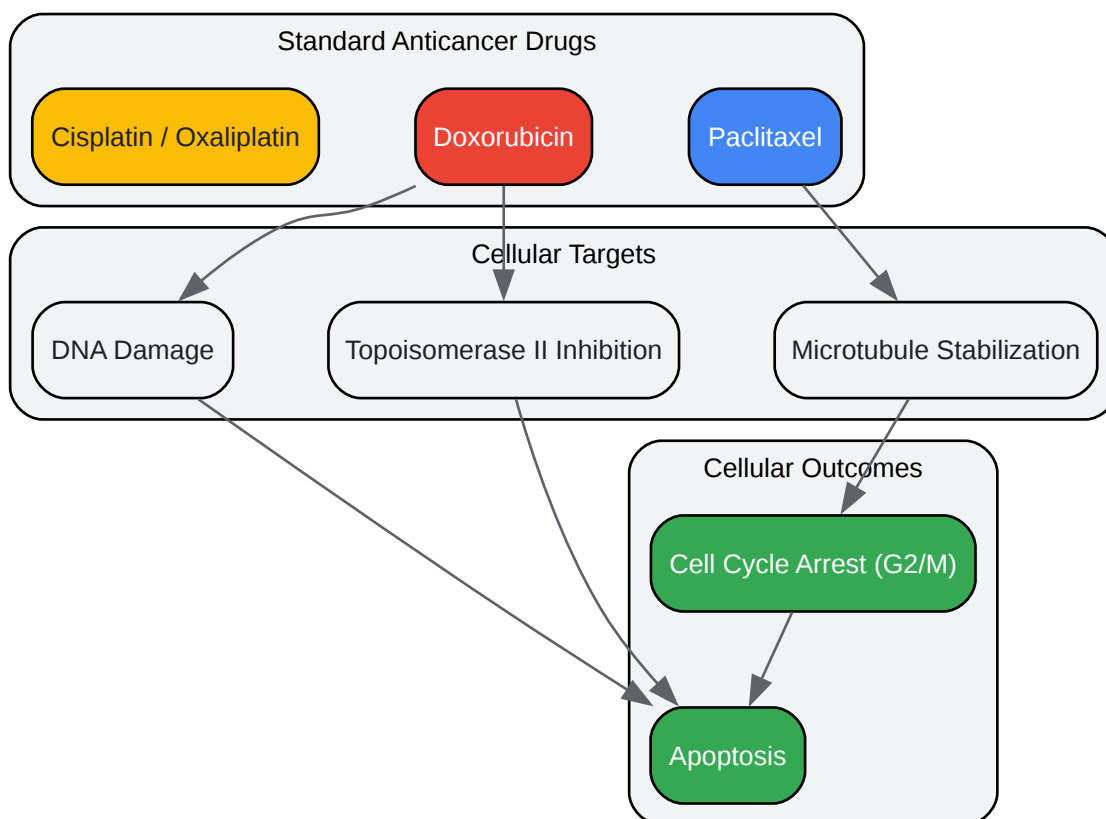 Standard Anticancer Drugs
Cisplatin / Oxaliplatin
Doxorubicin
Paclitaxel
Cellular Targets
DNA Damage
Topoisomerase II Inhibition
Microtubule Stabilization
Cellular Outcomes
Cell Cycle Arrest (G2/M)
Apoptosis